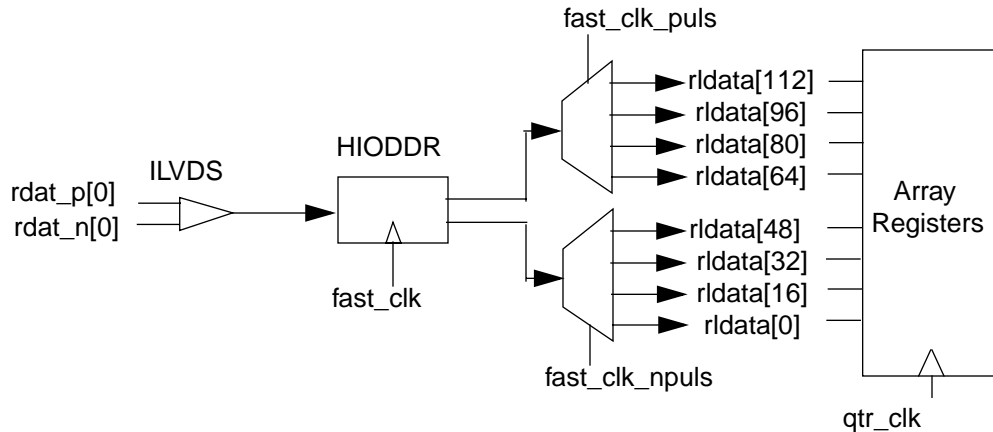 fast_clk_puls
rldata[112]
rldata[96]
HIODDR
rldata[80]
ILVDS
rldata[64]
rdat_p[0]
Array
rdat_n[0]
Registers
rldata[48]
rldata[32]
fast_clk
rldata[16]
rldata[0]
fast_clk_npuls
qtr_clk